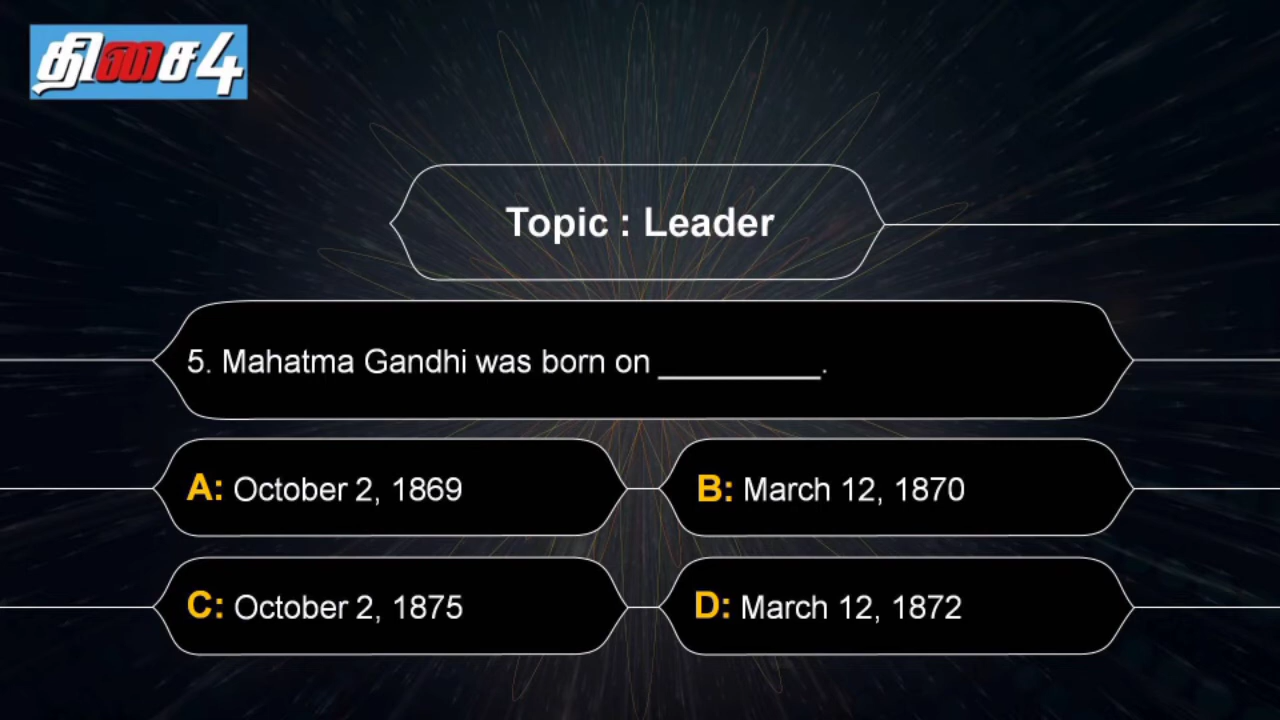 திசை4
Topic : Leader
5. Mahatma Gandhi was born on __________.
A: October 2, 1869
B: March 12, 1870
C: October 2, 1875
D: March 12, 1872